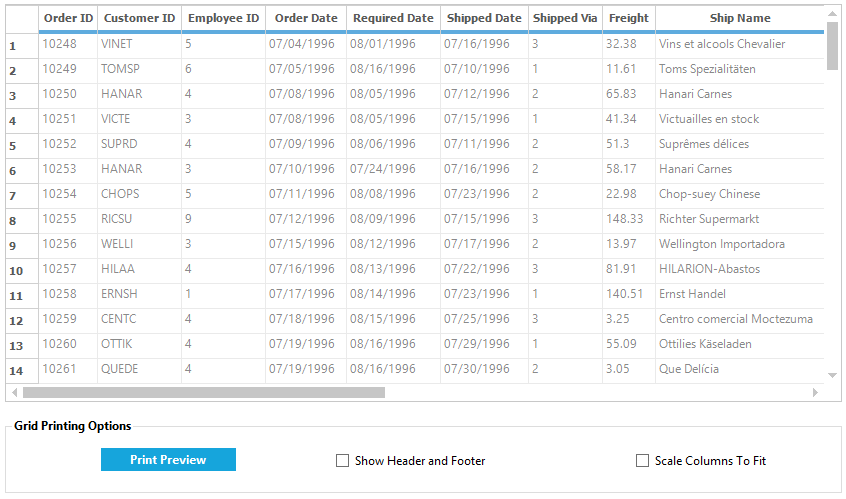 Order ID Customer ID Employee ID Order Date Required Date Shipped Date Shipped Via Freight Ship Name
1 10248 VINET 5 07/04/1996 08/01/1996 07/16/1996 3 32.38 Vins et alcools Chevalier
2 10249 TOMSP 6 07/05/1996 08/16/1996 07/10/1996 1 11.61 Toms Spezialitäten
3 10250 HANAR 4 07/08/1996 08/05/1996 07/12/1996 2 65.83 Hanari Carnes
4 10251 VICTE 3 07/08/1996 08/05/1996 07/15/1996 1 41.34 Victuailles en stock
5 10252 SUPRD 4 07/09/1996 08/06/1996 07/11/1996 2 51.3 Suprêmes délices
6 10253 HANAR 3 07/10/1996 07/24/1996 07/16/1996 2 58.17 Hanari Carnes
7 10254 CHOPS 5 07/11/1996 08/08/1996 07/23/1996 2 22.98 Chop-suey Chinese
8 10255 RICSU 9 07/12/1996 08/09/1996 07/15/1996 3 148.33 Richter Supermarkt
9 10256 WELLI 3 07/15/1996 08/12/1996 07/17/1996 2 13.97 Wellington Importadora
10 10257 HILAA 4 07/16/1996 08/13/1996 07/22/1996 3 81.91 HILARION-Abastos
11 10258 ERNSH 1 07/17/1996 08/14/1996 07/23/1996 1 140.51 Ernst Handel
12 10259 CENTC 4 07/18/1996 08/15/1996 07/25/1996 3 3.25 Centro comercial Moctezuma
13 10260 OTTIK 4 07/19/1996 08/16/1996 07/29/1996 1 55.09 Ottilies Käseladen
14 10261 QUEDE 4 07/19/1996 08/16/1996 07/30/1996 2 3.05 Que Delícia
Grid Printing Options
Print Preview Show Header and Footer Scale Columns To Fit